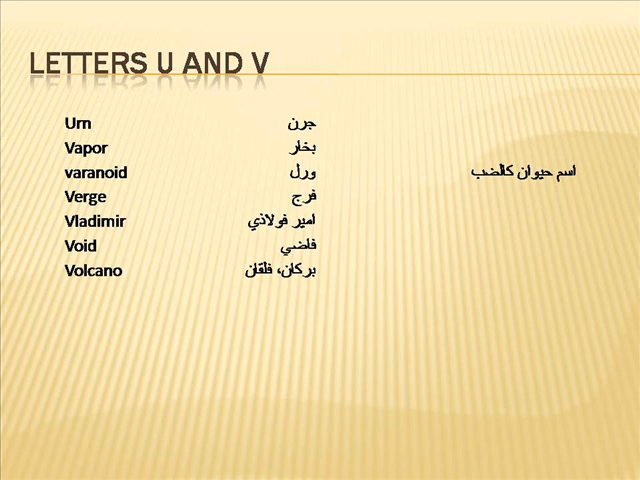 LETTERS U AND V
Urn جرن
Vapor بخار
varanoid ورل اسم حيوان كالضب
Verge فرج
Vladimir امير فولاذي
Void فاضي
Volcano بركان، فلقان